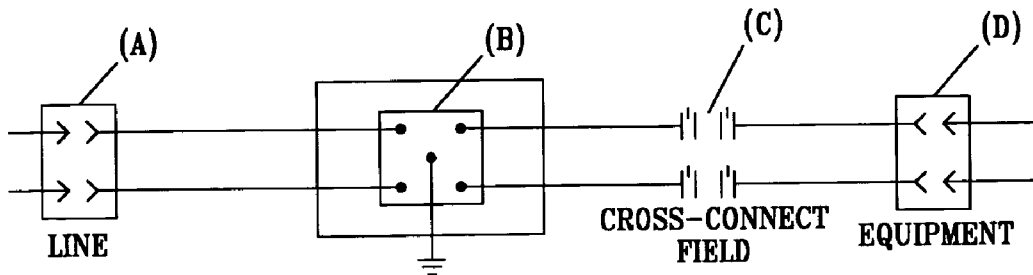 (A)
(B)
(C)
(D)
LINE
CROSS-CONNECT
FIELD
EQUIPMENT